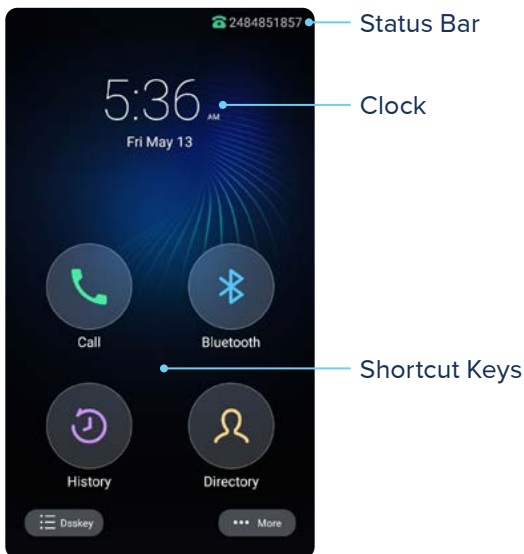 2484851857
Status Bar
5:36 AM
Clock
Fri May 13
Call
Bluetooth
Shortcut Keys
History
Directory
Dsskey
More